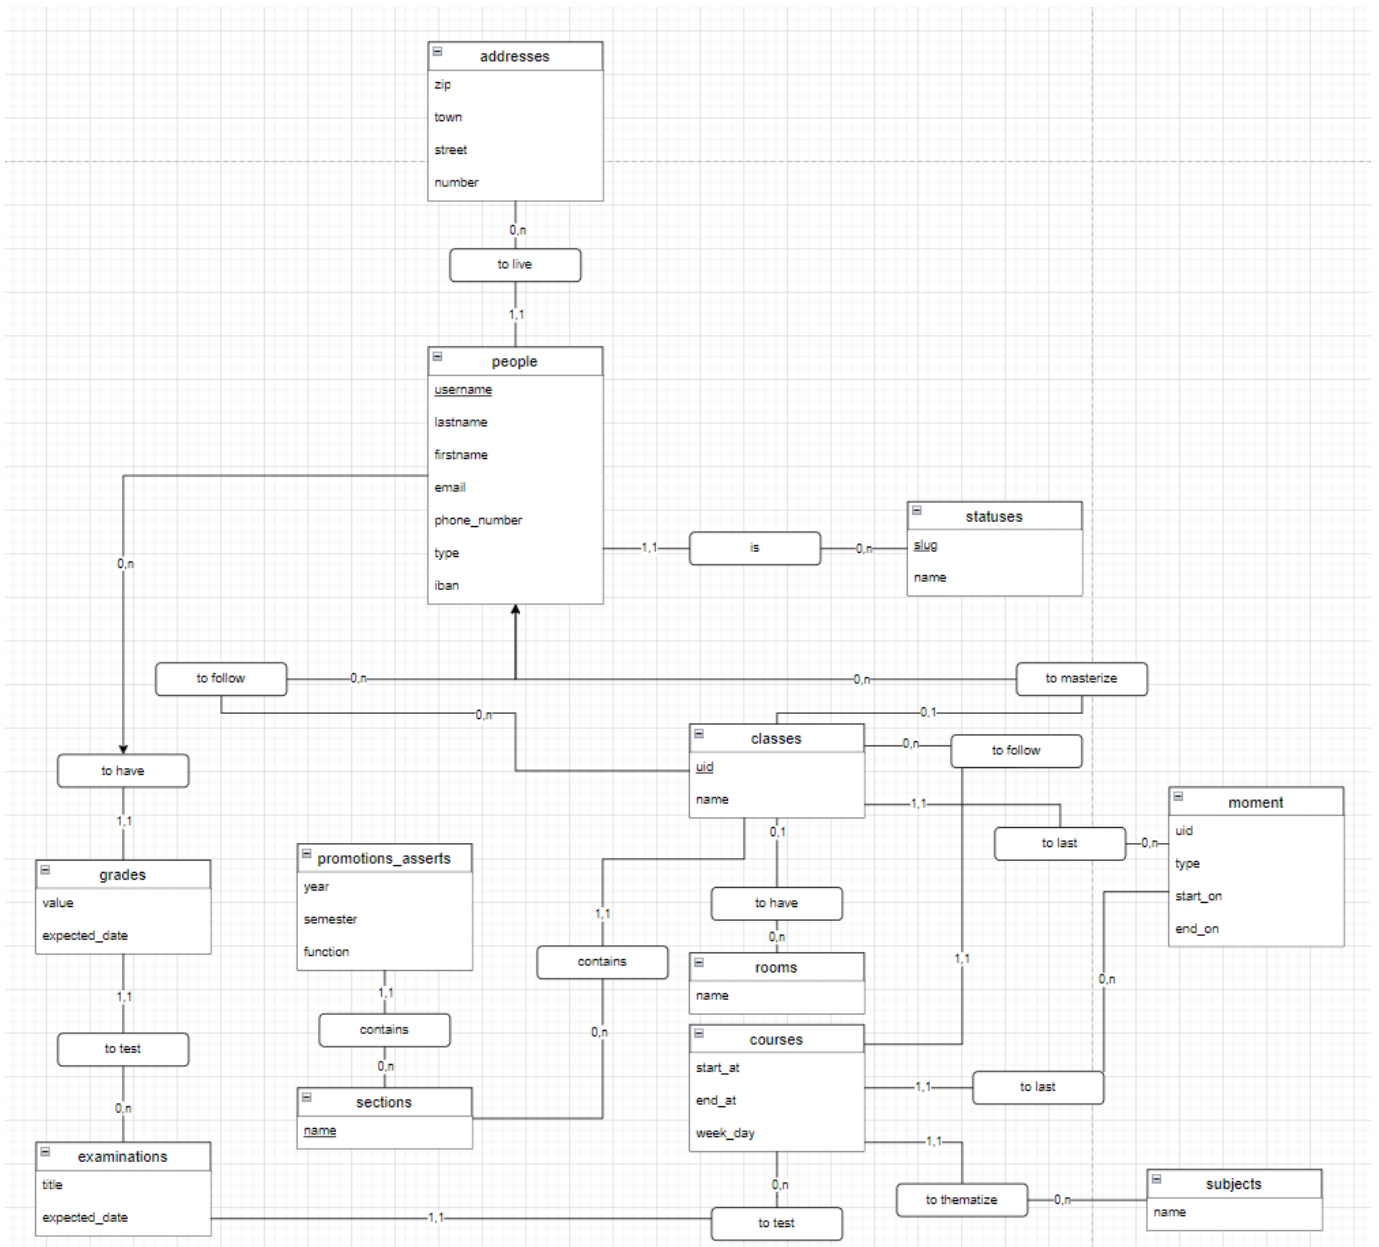 addresses
zip
town
street
number
0,n
to live
1,1
people
username
lastname
firstname
email
phone_number
type
iban
0,n
1,1
is
0,n
statuses
slug
name
to follow
0,n
0,n
to masterize
0,n
0,1
classes
uid
name
0,n
to follow
to have
1,1
1,1
to last
0,n
moment
uid
type
start_on
end_on
0,1
to have
0,n
rooms
name
grades
value
expected_date
promotions_asserts
year
semester
function
1,1
contains
0,n
1,1
contains
0,n
sections
name
1,1
to test
0,n
1,1
0,n
courses
start_at
end_at
week_day
1,1
to last
1,1
to thematize
0,n
subjects
name
examinations
title
expected_date
1,1
0,n
to test